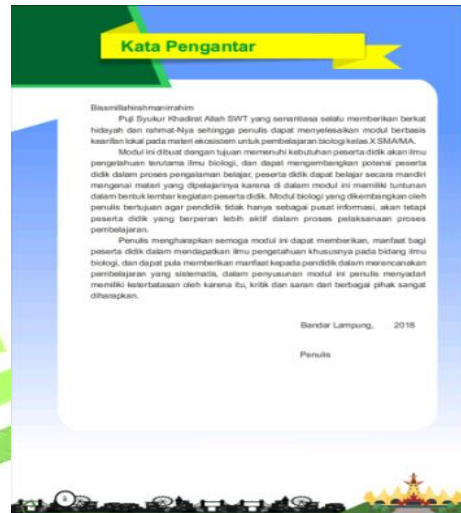 Kata Pengantar
Bissmillahirahmanirrahim
Puji Syukur Khadirat Allah SWT yang senantiasa selalu memberikan berkat
hidayah dan rahmat-Nya sehingga penulis dapat menyelesaikan modul berbasis
kearifan lokal pada materi ekosistem untuk pembelajaran biologi kelas X SMA/MA.
Modul ini dibuat dengan tujuan memenuhi kebutuhan peserta didik akan ilmu
pengetahuan terutama ilmu biologi, dan dapat mengembangkan potensi peserta
didik dalam proses pengalaman belajar, peserta didik dapat belajar secara mandiri
mengenai materi yang dipelajarinya karena di dalam modul ini memiliki tuntunan
dalam bentuk lembar kegiatan peserta didik. Modul biologi yang dikembangkan oleh
penulis bertujuan agar pendidik tidak hanya sebagai pusat informasi, akan tetapi
peserta didik yang berperan lebih aktif dalam proses pelaksanaan proses
pembelajaran.
Penulis mengharapkan semoga modul ini dapat memberikan, manfaat bagi
peserta didik dalam mendapatkan ilmu pengetahuan khususnya pada bidang ilmu
biologi, dan dapat pula memberikan manfaat kepada pendidik dalam merencanakan
pembelajaran yang sistematis, dalam penyusunan modul ini penulis menyadari
memiliki keterbatasan oleh karena itu, kritik dan saran dari berbagai pihak sangat
diharapkan.
Bandar Lampung, 2018
Penulis